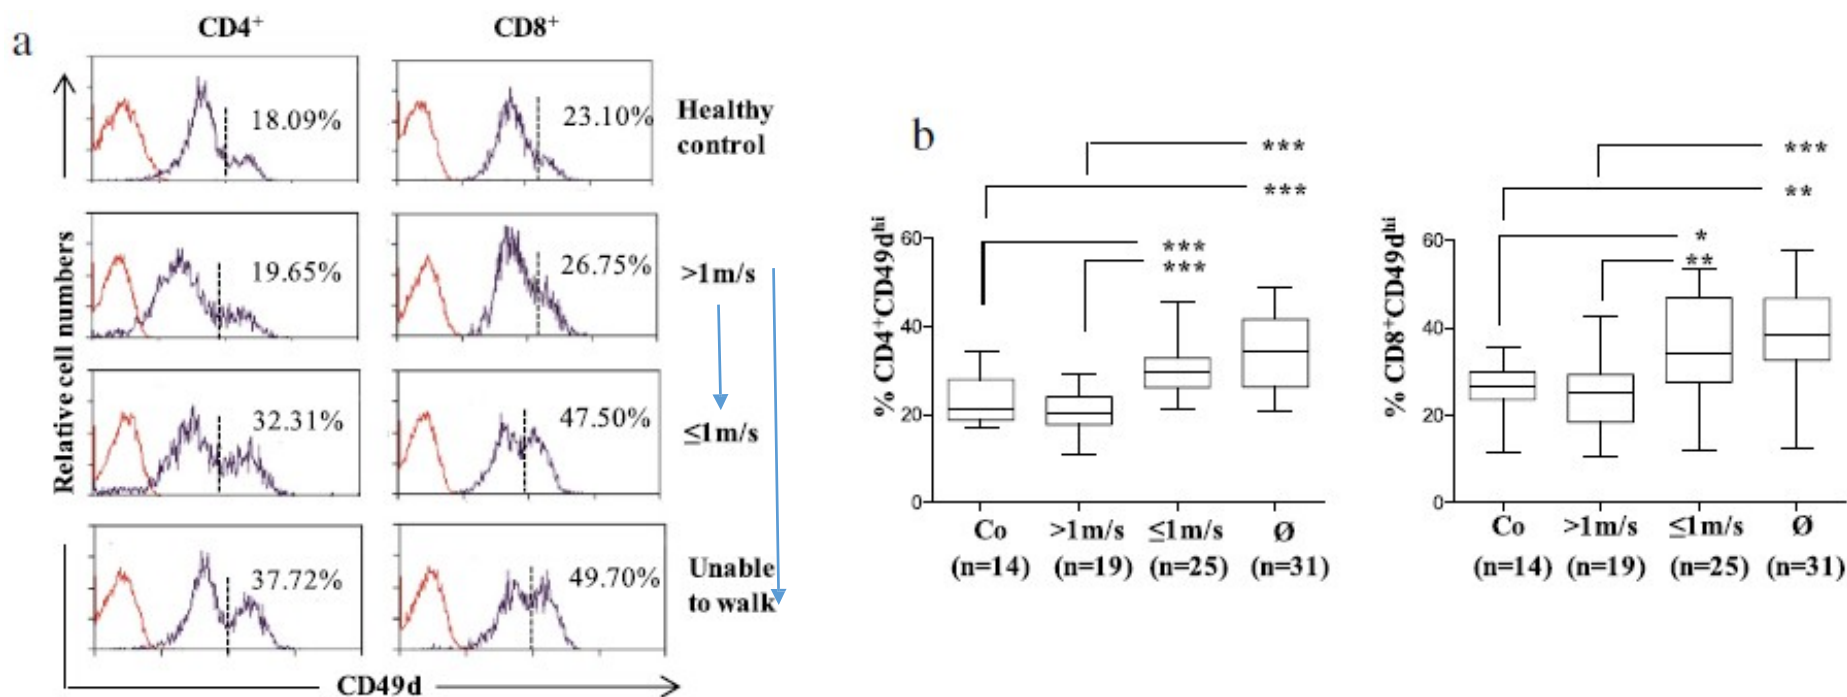 a
CD4⁺
CD8⁺
Relative cell numbers
18.09%
23.10%
Healthy
control
19.65%
26.75%
>1m/s
32.31%
47.50%
≤1m/s
37.72%
49.70%
Unable
to walk
CD49d
b
***
***
***
***
% CD4⁺CD49dʰⁱ
60
40
20
0
Co
>1m/s
≤1m/s
Ø
(n=14)
(n=19)
(n=25)
(n=31)
***
**
*
**
% CD8⁺CD49dʰⁱ
60
40
20
0
Co
>1m/s
≤1m/s
Ø
(n=14)
(n=19)
(n=25)
(n=31)